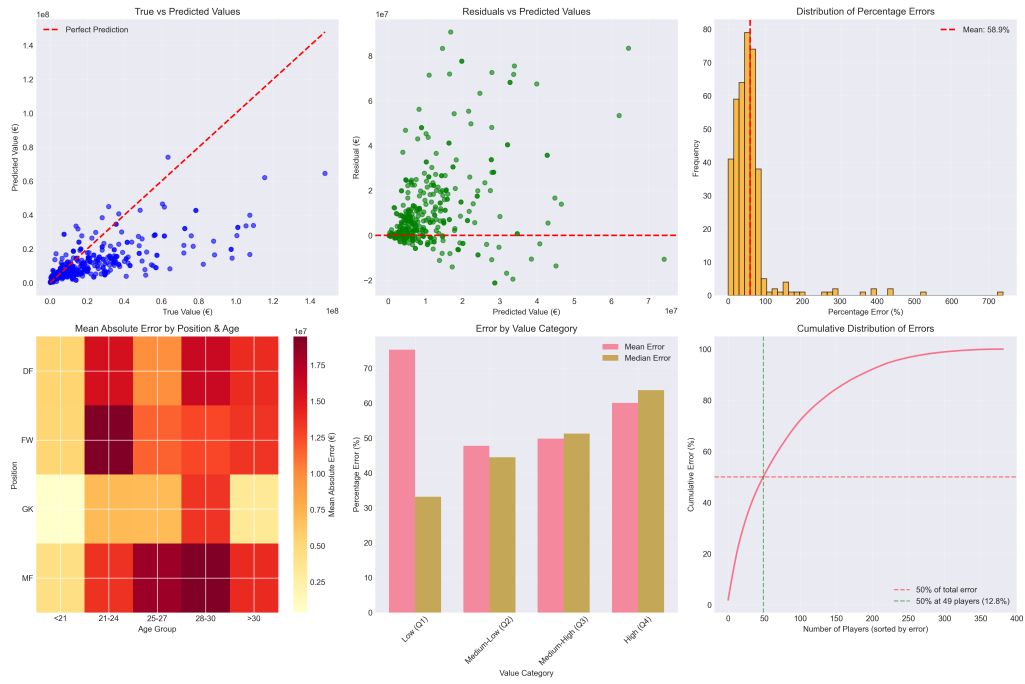 True vs Predicted Values
1e8
Perfect Prediction
Predicted Value (€)
1.4
1.2
1.0
0.8
0.6
0.4
0.2
0.0
0.0 0.2 0.4 0.6 0.8 1.0 1.2 1.4
True Value (€)
1e8
Residuals vs Predicted Values
1e7
Residual (€)
8
6
4
2
0
−2
0 1 2 3 4 5 6 7
Predicted Value (€)
1e7
Distribution of Percentage Errors
Mean: 58.9%
Frequency
80
70
60
50
40
30
20
10
0
0 100 200 300 400 500 600 700
Percentage Error (%)
Mean Absolute Error by Position & Age
Position
DF
FW
GK
MF
<21 21-24 25-27 28-30 >30
Age Group
1e7
1.75
1.50
1.25
1.00
0.75
0.50
0.25
Mean Absolute Error (€)
Error by Value Category
Mean Error
Median Error
Percentage Error (%)
70
60
50
40
30
20
10
0
Low (Q1)
Medium-Low (Q2)
Medium-High (Q3)
High (Q4)
Value Category
Cumulative Distribution of Errors
Cumulative Error (%)
100
80
60
40
20
0
50% of total error
50% at 49 players (12.8%)
0 50 100 150 200 250 300 350 400
Number of Players (sorted by error)